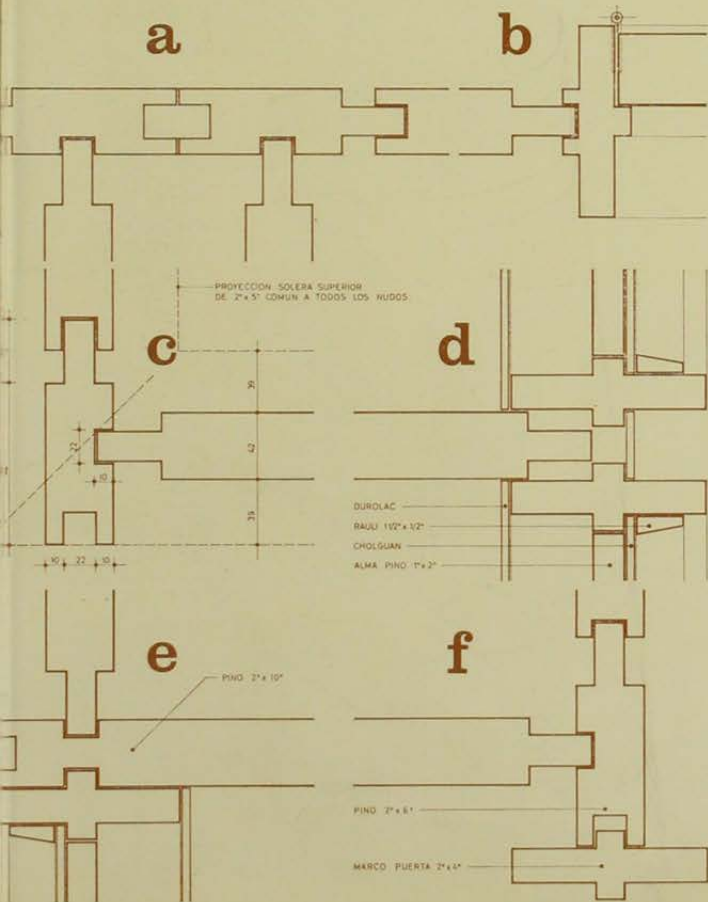 a
b
PROYECCION SOLERA SUPERIOR
DE 2"x 5" COMUN A TODOS LOS NUDOS
c
d
39
22
42
10
39
10 22 10
DUROLAC
RAULI 1 1/2"x 1/2"
CHOLGUAN
ALMA PINO 1"x 2"
e
f
PINO 2"x 10"
PINO 2"x 6"
MARCO PUERTA 2"x 4"